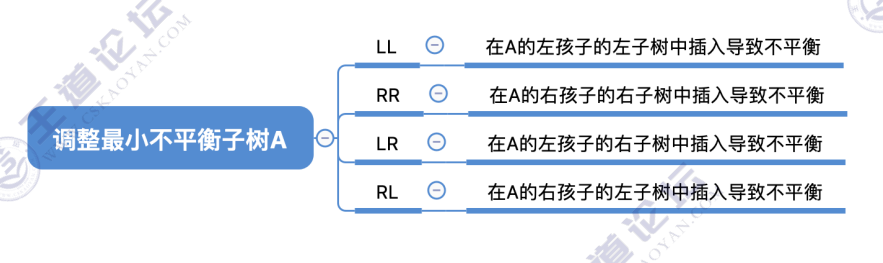 调整最小不平衡子树A
LL
在A的左孩子的左子树中插入导致不平衡
RR
在A的右孩子的右子树中插入导致不平衡
LR
在A的左孩子的右子树中插入导致不平衡
RL
在A的右孩子的左子树中插入导致不平衡
王道论坛
CSKAOYAN.COM